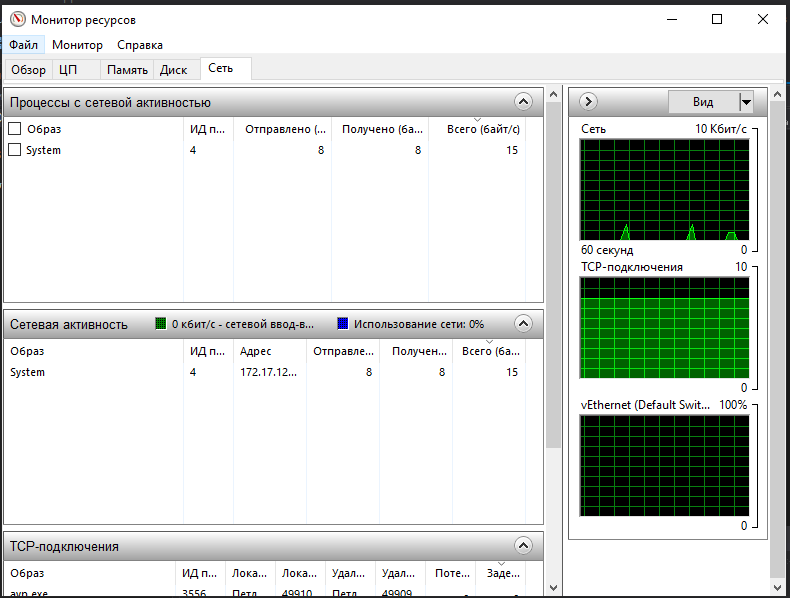 Монитор ресурсов
Файл Монитор Справка
Обзор ЦП Память Диск Сеть
Процессы с сетевой активностью
Образ ИД п... Отправлено (... Получено (ба... Всего (байт/с)
System 4 8 8 15
Сетевая активность 0 кбит/с - сетевой ввод-в... Использование сети: 0%
Образ ИД п... Адрес Отправле... Получен... Всего (ба...
System 4 172.17.12... 8 8 15
TCP-подключения
Образ ИД п... Лока... Лока... Удал... Удал... Поте... Заде...
avp.exe 3556 Петл... 49910 Петл... 49909 - -
Вид
Сеть 10 Кбит/с
60 секунд 0
TCP-подключения 10
0
vEthernet (Default Swit... 100%
0